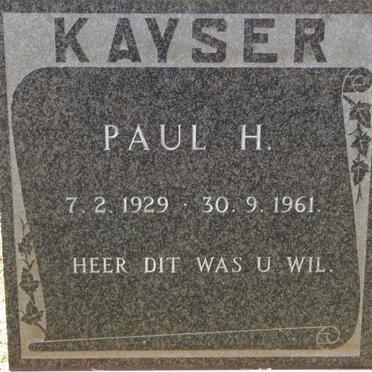 KAYSER
PAUL H.
7.2.1929 · 30.9.1961.
HEER DIT WAS U WIL.